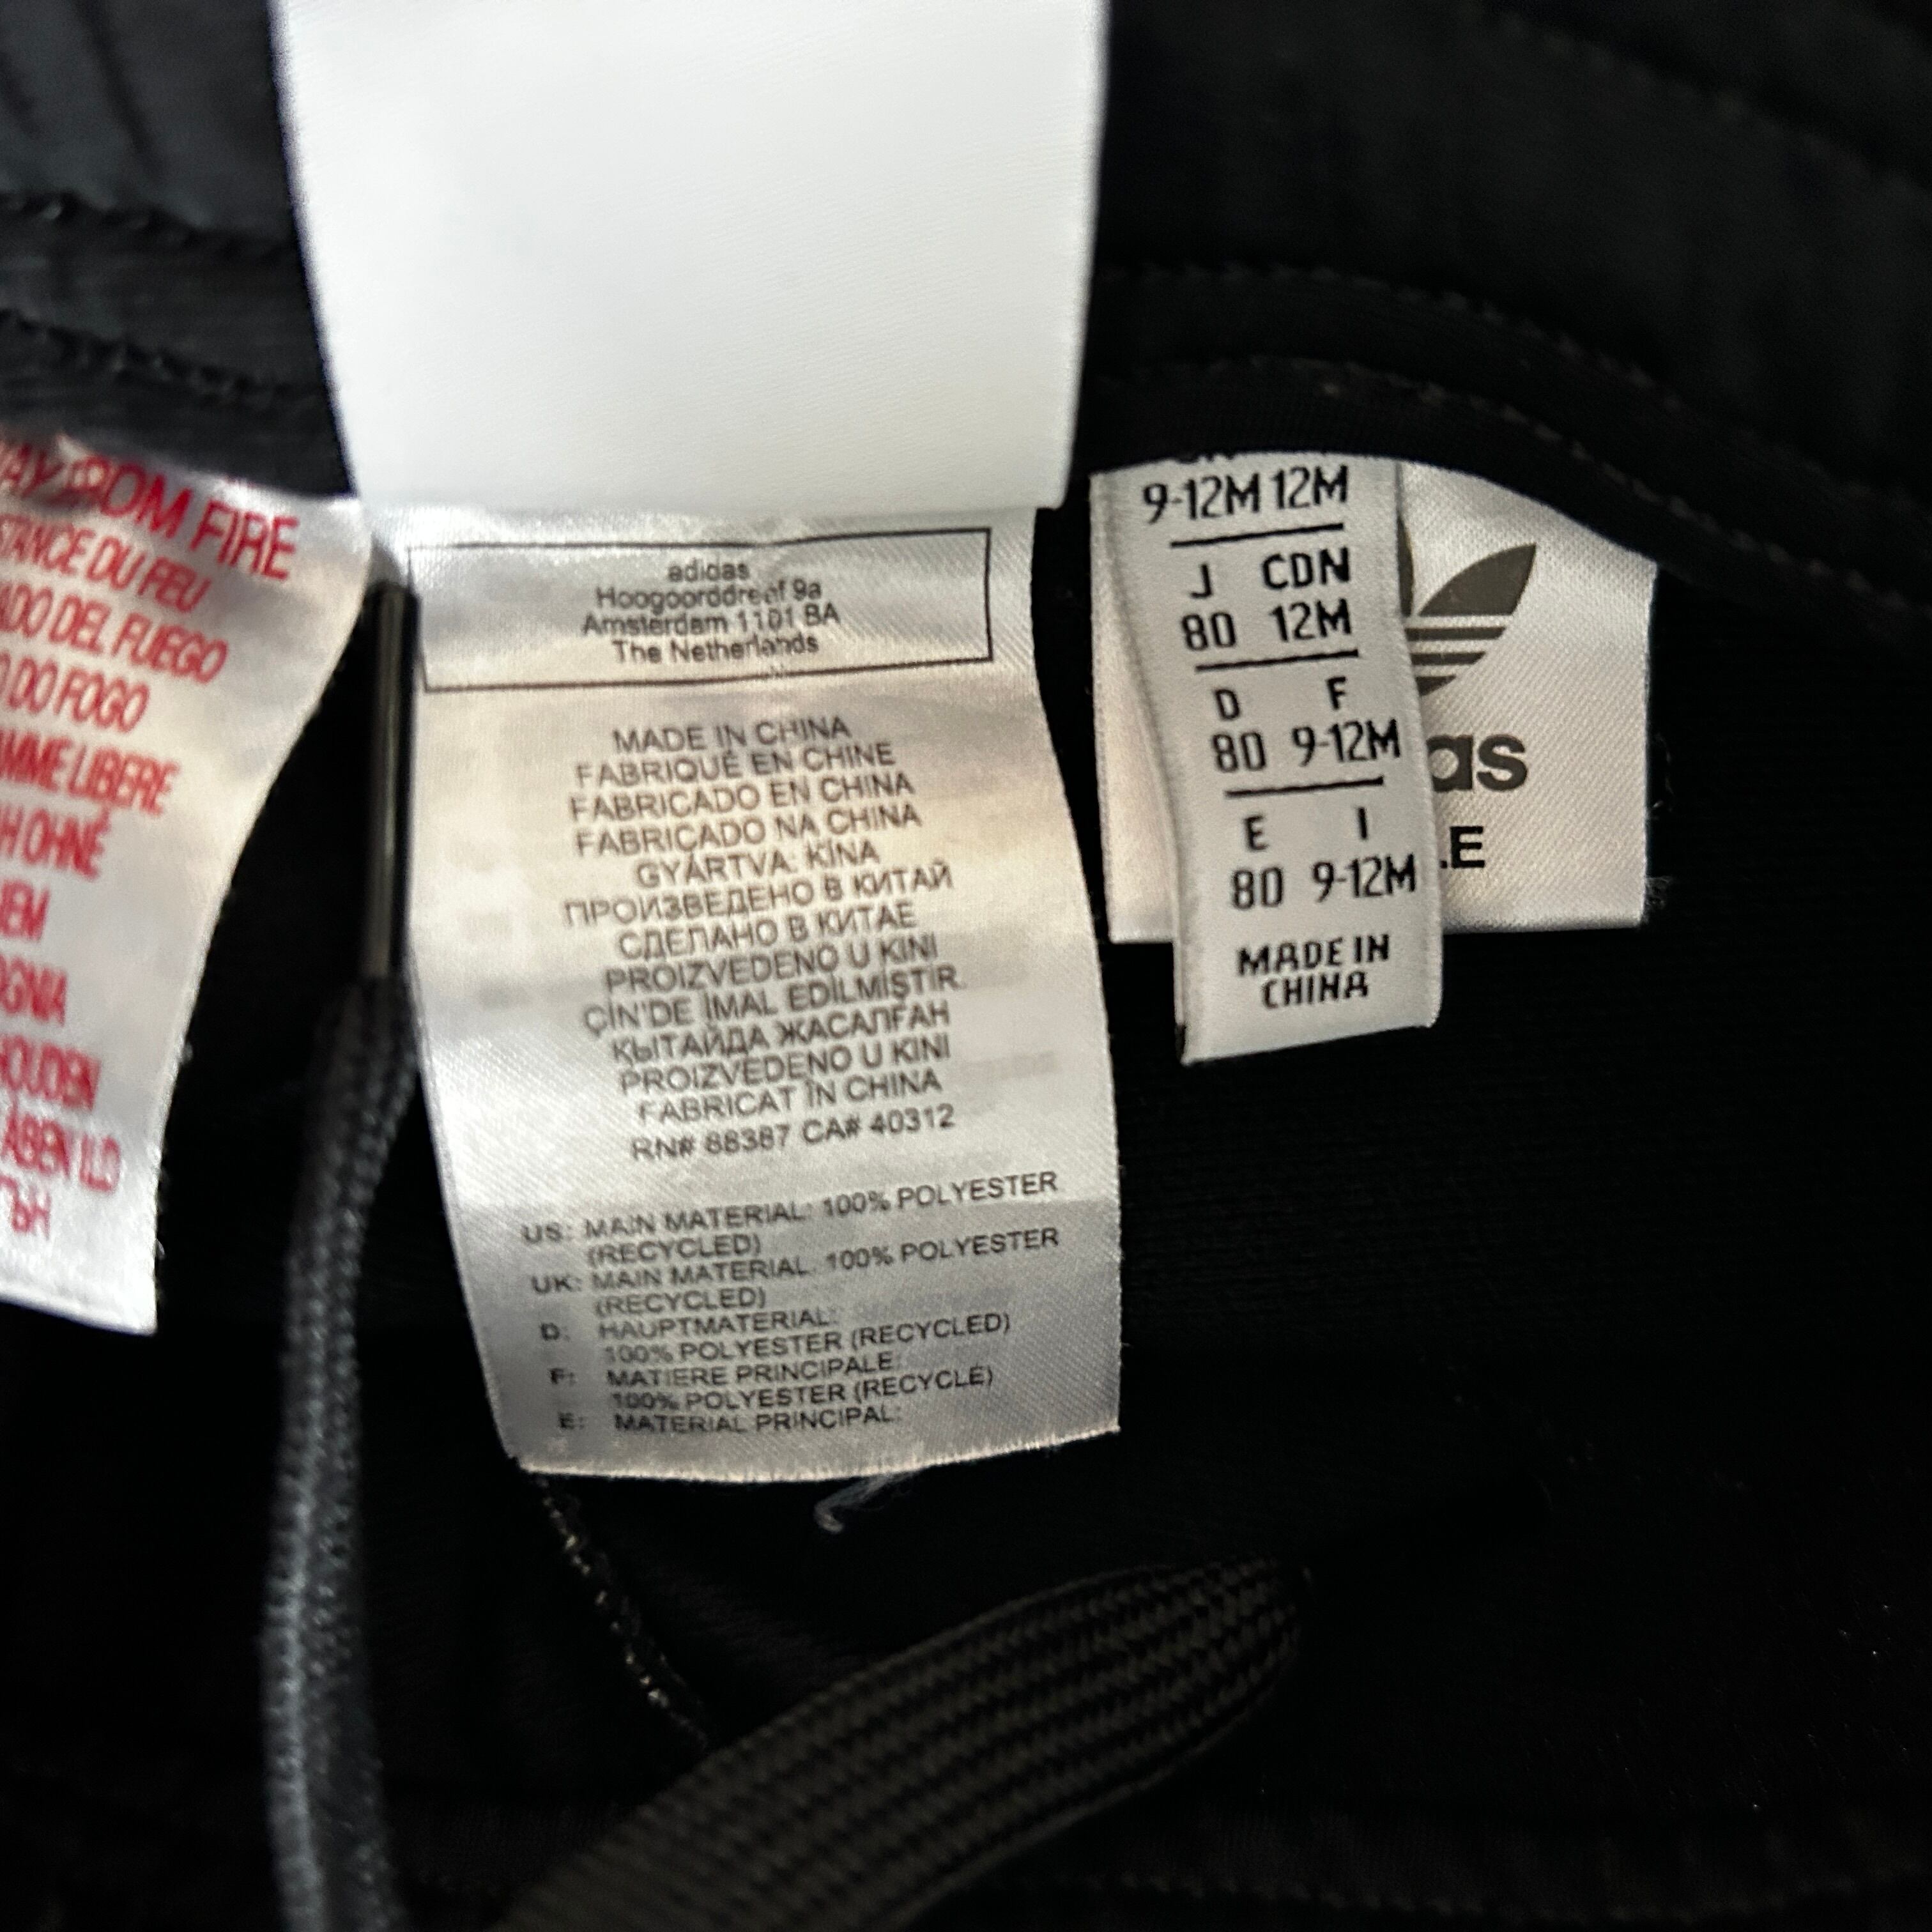 FROM FIRE
DU FEU
DEL FUEGO
DO FOGO
LIBERE
OHNE
adidas
Hoogoorddreef 9a
Amsterdam 1101 BA
The Netherlands
MADE IN CHINA
FABRIQUÉ EN CHINE
FABRICADO EN CHINA
FABRICADO NA CHINA
GYÁRTVA: KÍNA
ПРОИЗВЕДЕНО В КИТАЙ
СДЕЛАНО В КИТАЕ
PROIZVEDENO U KINI
ÇİN'DE İMAL EDİLMİŞTİR.
ҚЫТАЙДА ЖАСАЛҒАН
PROIZVEDENO U KINI
FABRICAT ÎN CHINA
RN# 88387 CA# 40312
US: MAIN MATERIAL: 100% POLYESTER
(RECYCLED)
UK: MAIN MATERIAL: 100% POLYESTER
(RECYCLED)
D: HAUPTMATERIAL:
100% POLYESTER (RECYCLED)
F: MATIERE PRINCIPALE:
100% POLYESTER (RECYCLÉ)
E: MATERIAL PRINCIPAL:
9-12M 12M
J CDN
80 12M
D F
80 9-12M
E I
80 9-12M
MADE IN
CHINA
as
.E